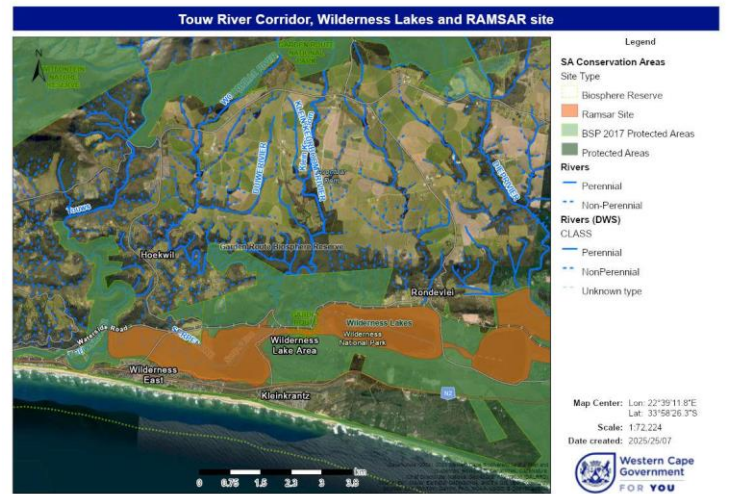 Touw River Corridor, Wilderness Lakes and RAMSAR site
N
Legend
SA Conservation Areas
Site Type
Biosphere Reserve
Ramsar Site
BSP 2017 Protected Areas
Protected Areas
Rivers
Perennial
Non-Perennial
Rivers (DWS)
CLASS
Perennial
NonPerennial
Unknown type
DUIWERIVER
Touws
Hoekwil
Garden Route Biosphere Reserve
Rondevlei
Waterside Road
Wilderness Lakes
Wilderness
National Park
Wilderness
Lake Area
Wilderness
East
Kleinkrantz
N2
km
0 0.75 1.5 2.3 3 3.8
Map Center: Lon: 22°39'11.8"E
Lat: 33°58'26.3"S
Scale: 1:72,224
Date created: 2025/25/07
Western Cape
Government
FOR YOU